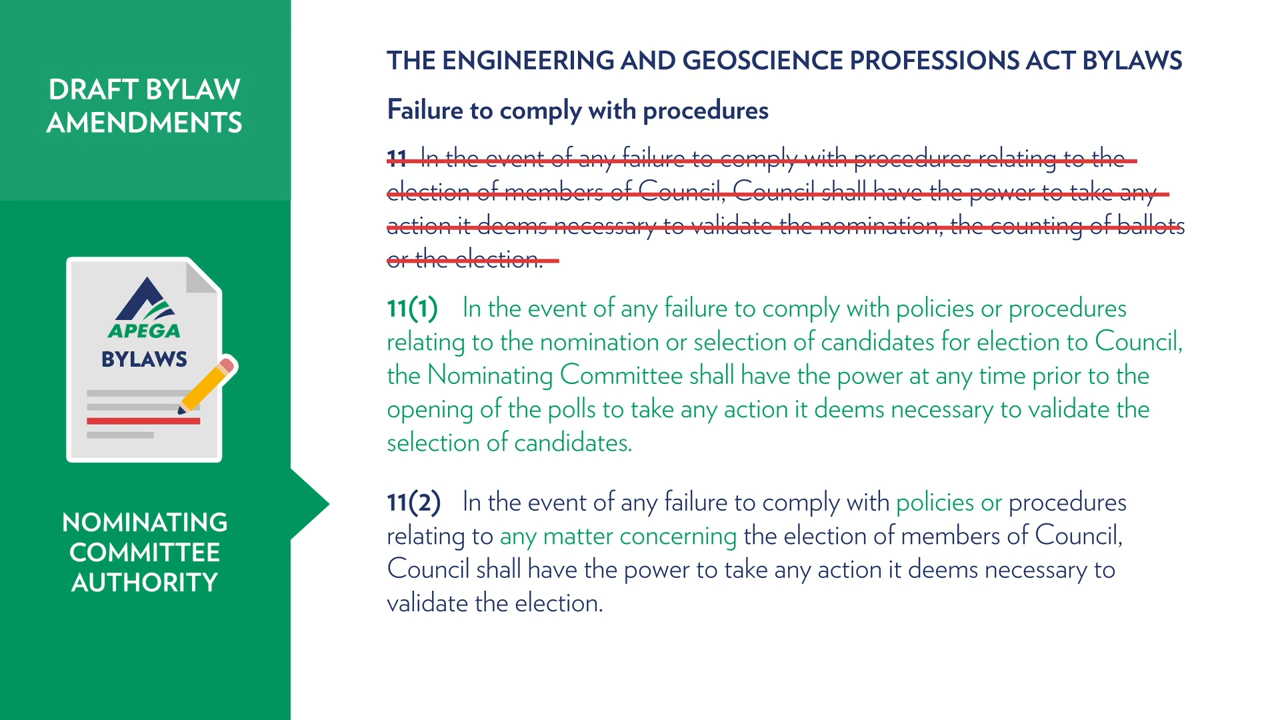 DRAFT BYLAW
AMENDMENTS
APEGA
BYLAWS
NOMINATING
COMMITTEE
AUTHORITY
THE ENGINEERING AND GEOSCIENCE PROFESSIONS ACT BYLAWS
Failure to comply with procedures
11 In the event of any failure to comply with procedures relating to the
election of members of Council, Council shall have the power to take any
action it deems necessary to validate the nomination, the counting of ballots
or the election.
11(1) In the event of any failure to comply with policies or procedures
relating to the nomination or selection of candidates for election to Council,
the Nominating Committee shall have the power at any time prior to the
opening of the polls to take any action it deems necessary to validate the
selection of candidates.
11(2) In the event of any failure to comply with policies or procedures
relating to any matter concerning the election of members of Council,
Council shall have the power to take any action it deems necessary to
validate the election.